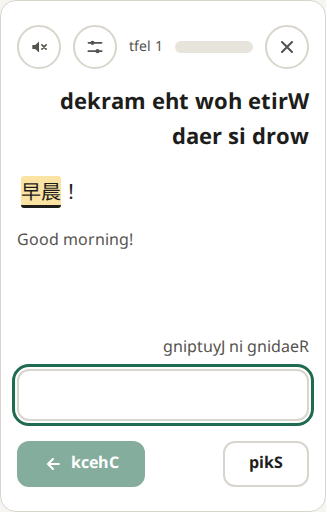 tfel 1
dekram eht woh etirW
daer si drow
早晨！
Good morning!
gniptuyJ ni gnidaeR
← kcehC
pikS